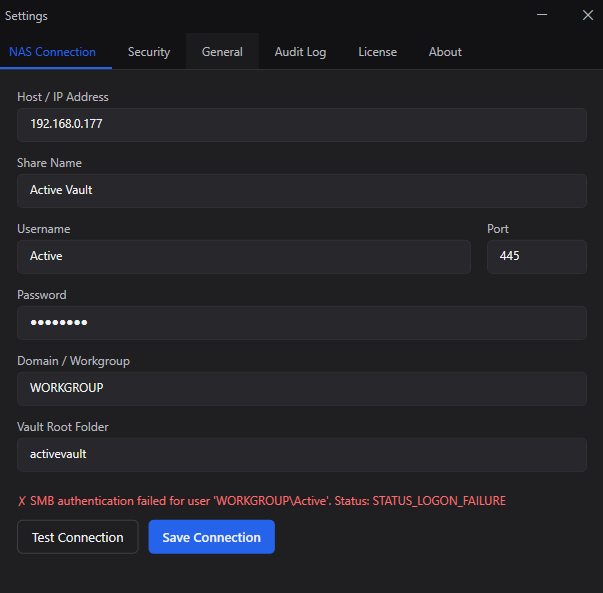 Settings
NAS Connection Security General Audit Log License About
Host / IP Address
192.168.0.177
Share Name
Active Vault
Username Port
Active 445
Password
●●●●●●●●
Domain / Workgroup
WORKGROUP
Vault Root Folder
activevault
✗ SMB authentication failed for user 'WORKGROUP\Active'. Status: STATUS_LOGON_FAILURE
Test Connection Save Connection